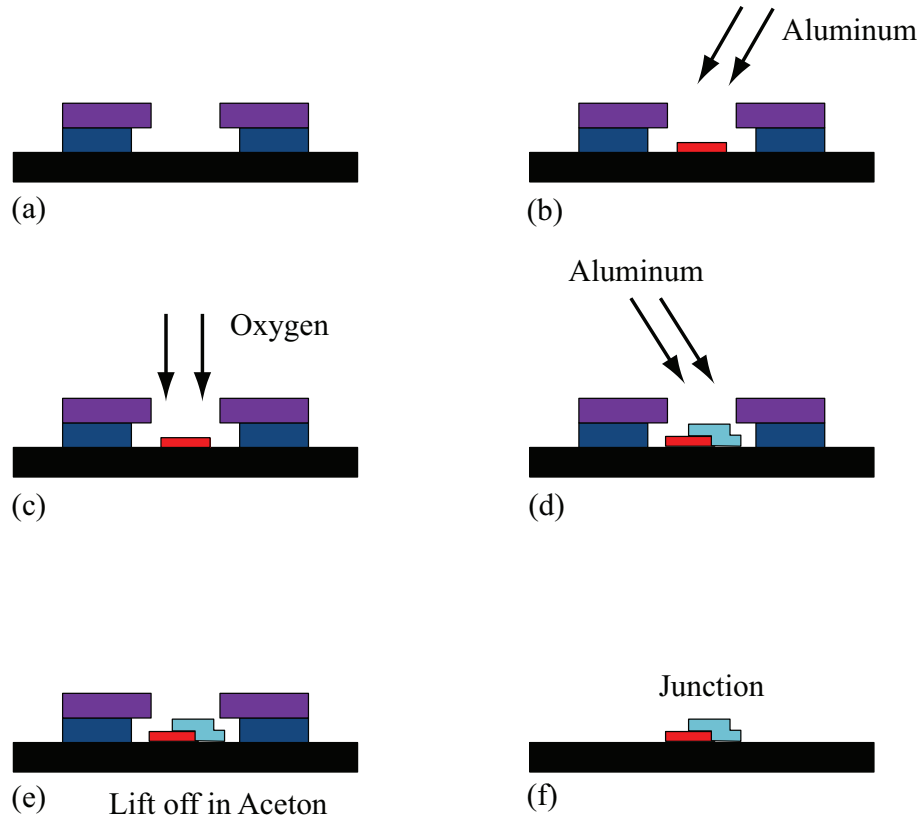 Aluminum
(a)
(b)
Oxygen
Aluminum
(c)
(d)
Junction
(e)
Lift off in Aceton
(f)